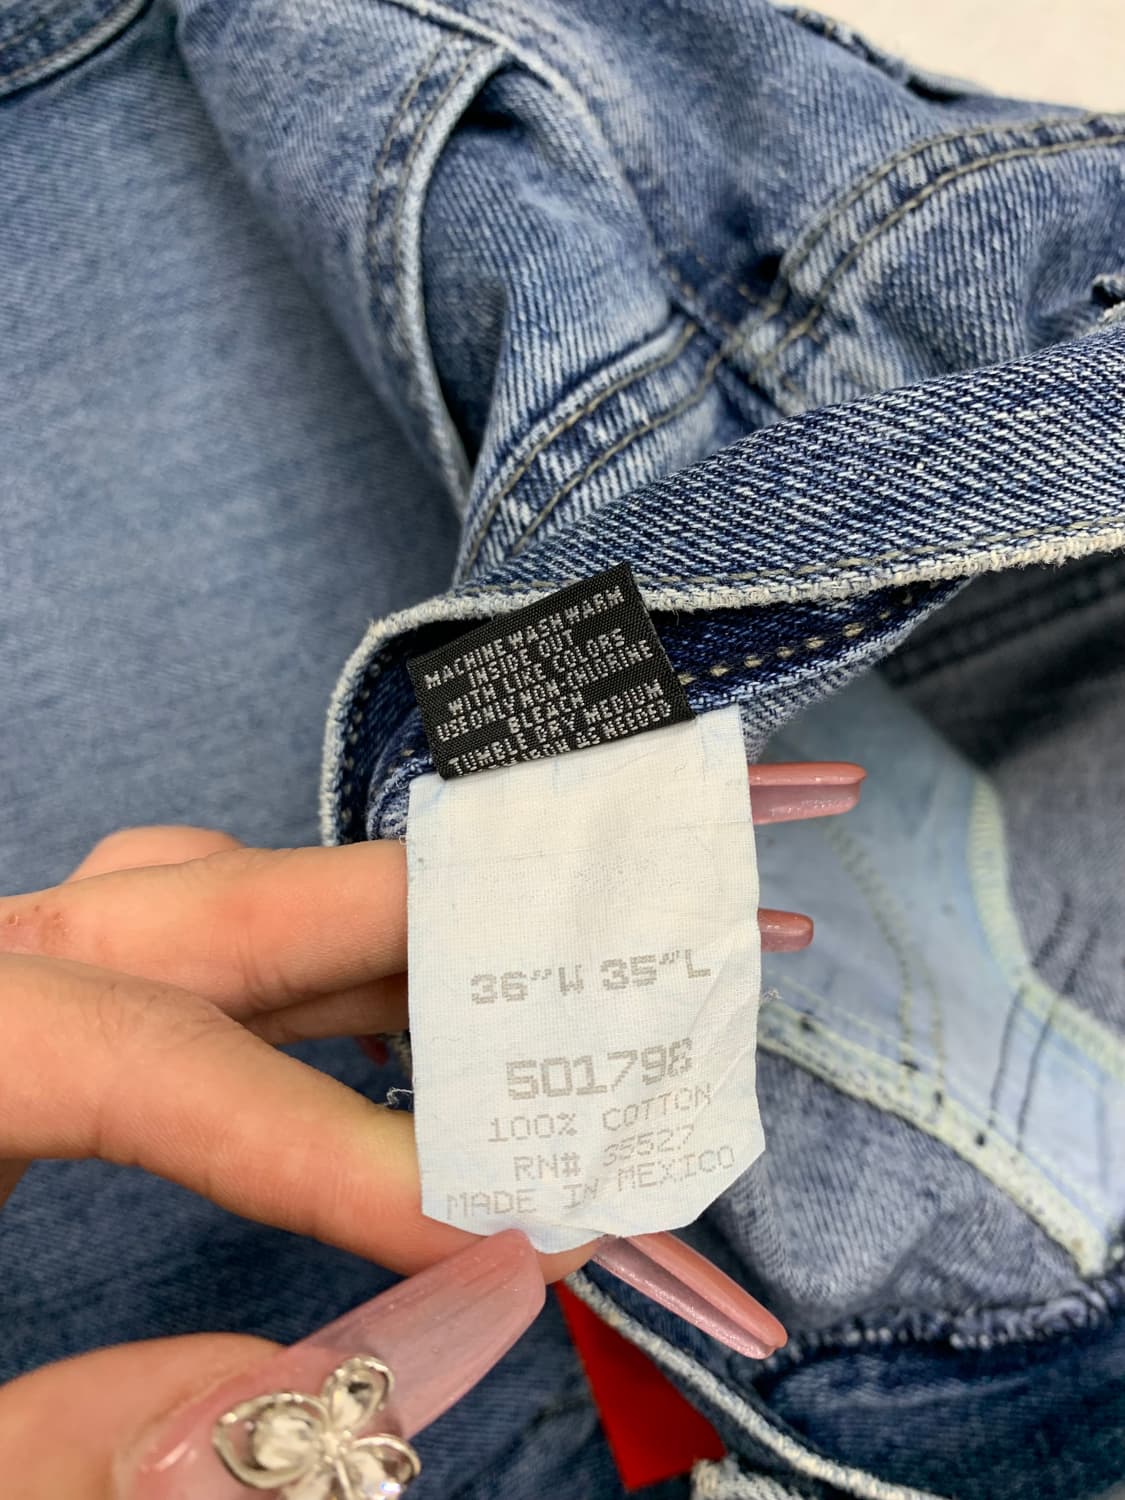 MACHINE WASH WARM
INSIDE OUT
WITH LIKE COLORS
USE ONLY NON-CHLORINE
BLEACH
TUMBLE DRY MEDIUM
36"W 35"L
501798
100% COTTON
RN# 55527
MADE IN MEXICO